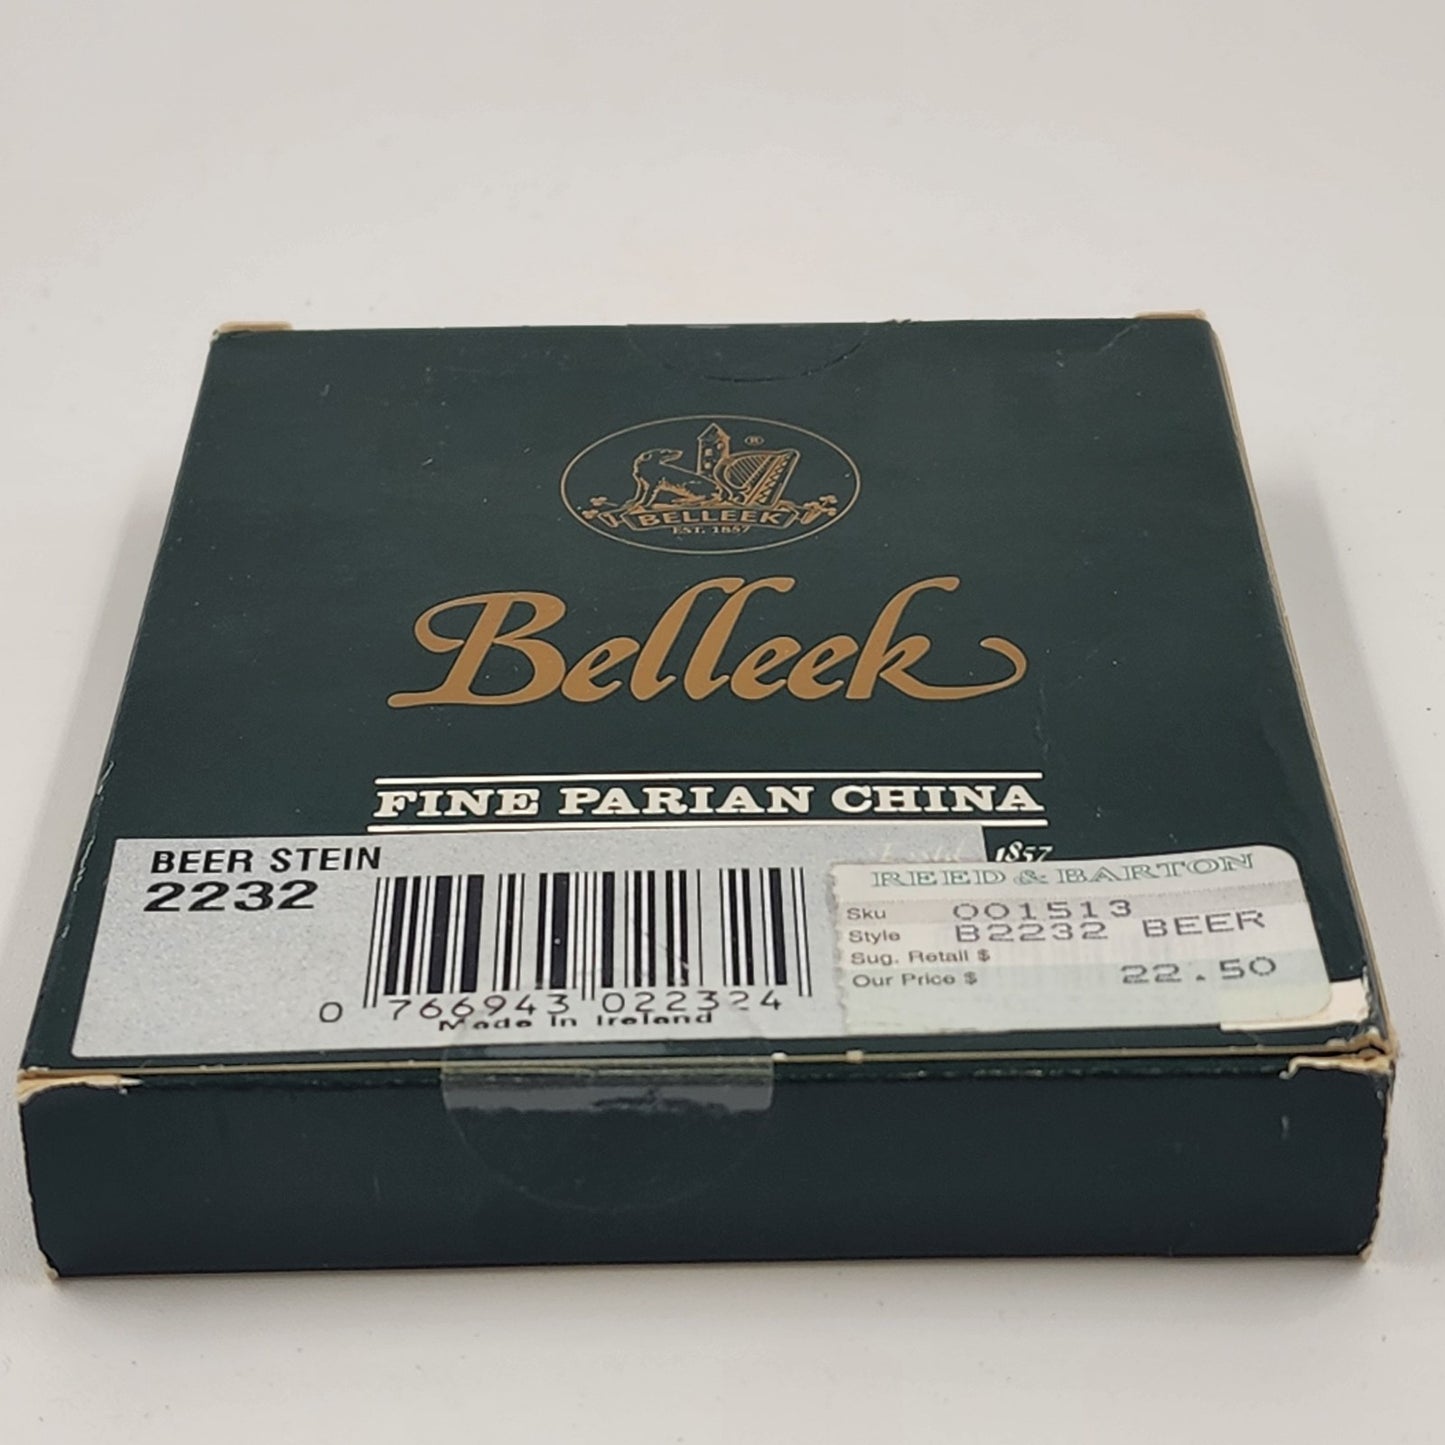 ®
BELLEEK
EST. 1857
Belleek
FINE PARIAN CHINA
1857
BEER STEIN
2232
0 766943 022324
Made In Ireland
REED & BARTON
Sku 001513
Style B2232 BEER
Sug. Retail $
Our Price $ 22.50